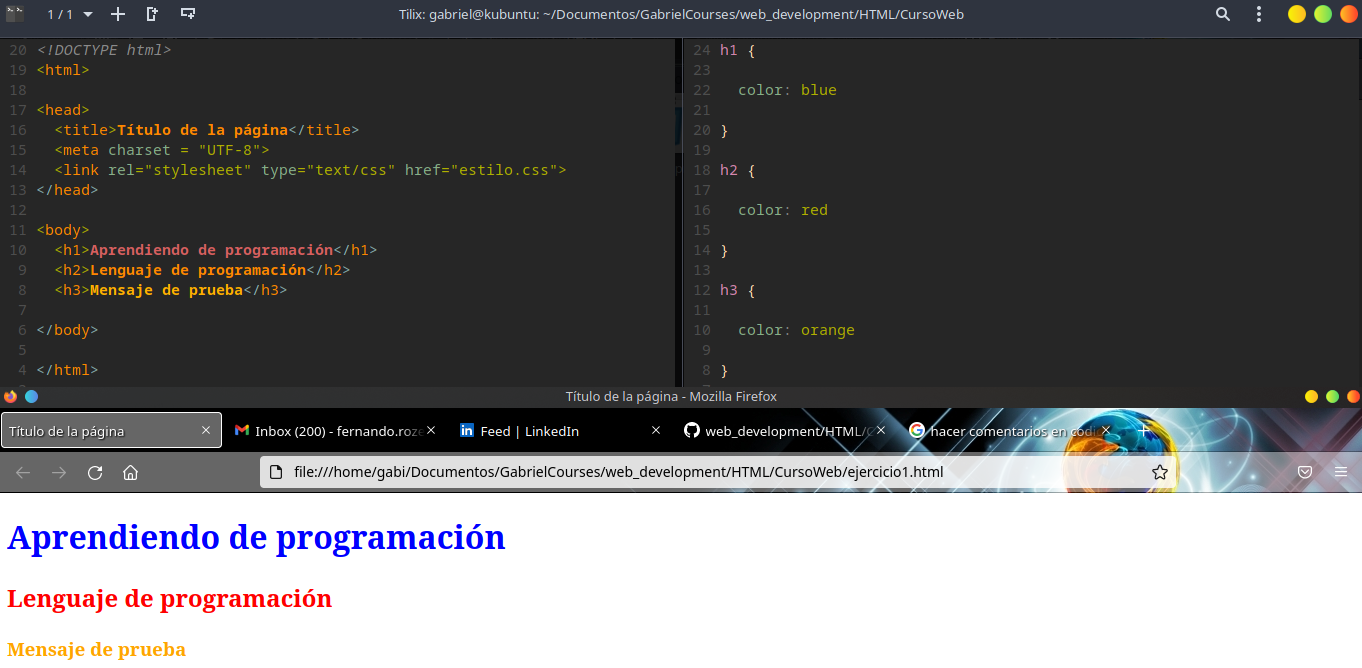 1 / 1
Tilix: gabriel@kubuntu: ~/Documentos/GabrielCourses/web_development/HTML/CursoWeb
20 <!DOCTYPE html>
19 <html>
18
17 <head>
16 <title>Título de la página</title>
15 <meta charset = "UTF-8">
14 <link rel="stylesheet" type="text/css" href="estilo.css">
13 </head>
12
11 <body>
10 <h1>Aprendiendo de programación</h1>
9 <h2>Lenguaje de programación</h2>
8 <h3>Mensaje de prueba</h3>
7
6 </body>
5
4 </html>
24 h1 {
23
22 color: blue
21
20 }
19
18 h2 {
17
16 color: red
15
14 }
13
12 h3 {
11
10 color: orange
9
8 }
Título de la página - Mozilla Firefox
Título de la página
Inbox (200) - fernando.roze
Feed | LinkedIn
web_development/HTML/C
hacer comentarios en codi
file:///home/gabi/Documentos/GabrielCourses/web_development/HTML/CursoWeb/ejercicio1.html
Aprendiendo de programación
Lenguaje de programación
Mensaje de prueba